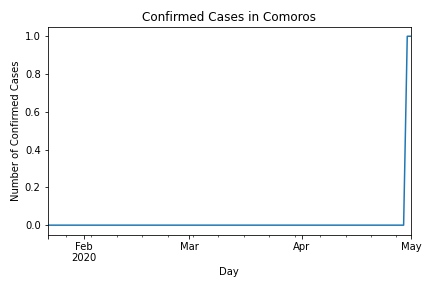 Confirmed Cases in Comoros
1.0
0.8
0.6
0.4
0.2
0.0
Number of Confirmed Cases
Feb
2020
Mar
Apr
May
Day